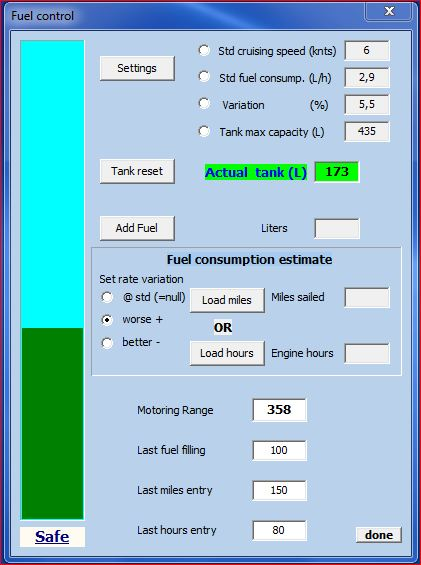 Fuel control
X
Settings
Std cruising speed (knts) 6
Std fuel consump. (L/h) 2,9
Variation (%) 5,5
Tank max capacity (L) 435
Tank reset Actual tank (L) 173
Add Fuel Liters
Fuel consumption estimate
Set rate variation
@ std (=null) Load miles Miles sailed
worse + OR
better - Load hours Engine hours
Motoring Range 358
Last fuel filling 100
Last miles entry 150
Last hours entry 80
Safe done